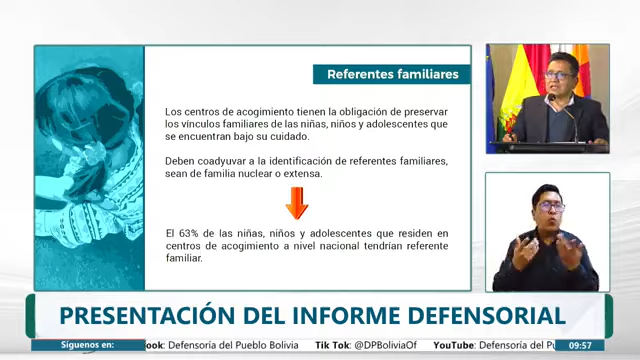 Referentes familiares
Los centros de acogimiento tienen la obligación de preservar
los vínculos familiares de las niñas, niños y adolescentes que
se encuentran bajo su cuidado.
Deben coadyuvar a la identificación de referentes familiares,
sean de familia nuclear o extensa.
El 63% de las niñas, niños y adolescentes que residen en
centros de acogimiento a nivel nacional tendrían referente
familiar.
PRESENTACIÓN DEL INFORME DEFENSORIAL
Síguenos en: ook: Defensoría del Pueblo Bolivia Tik Tok: @DPBoliviaOf YouTube: Defensoría del Pu 09:57